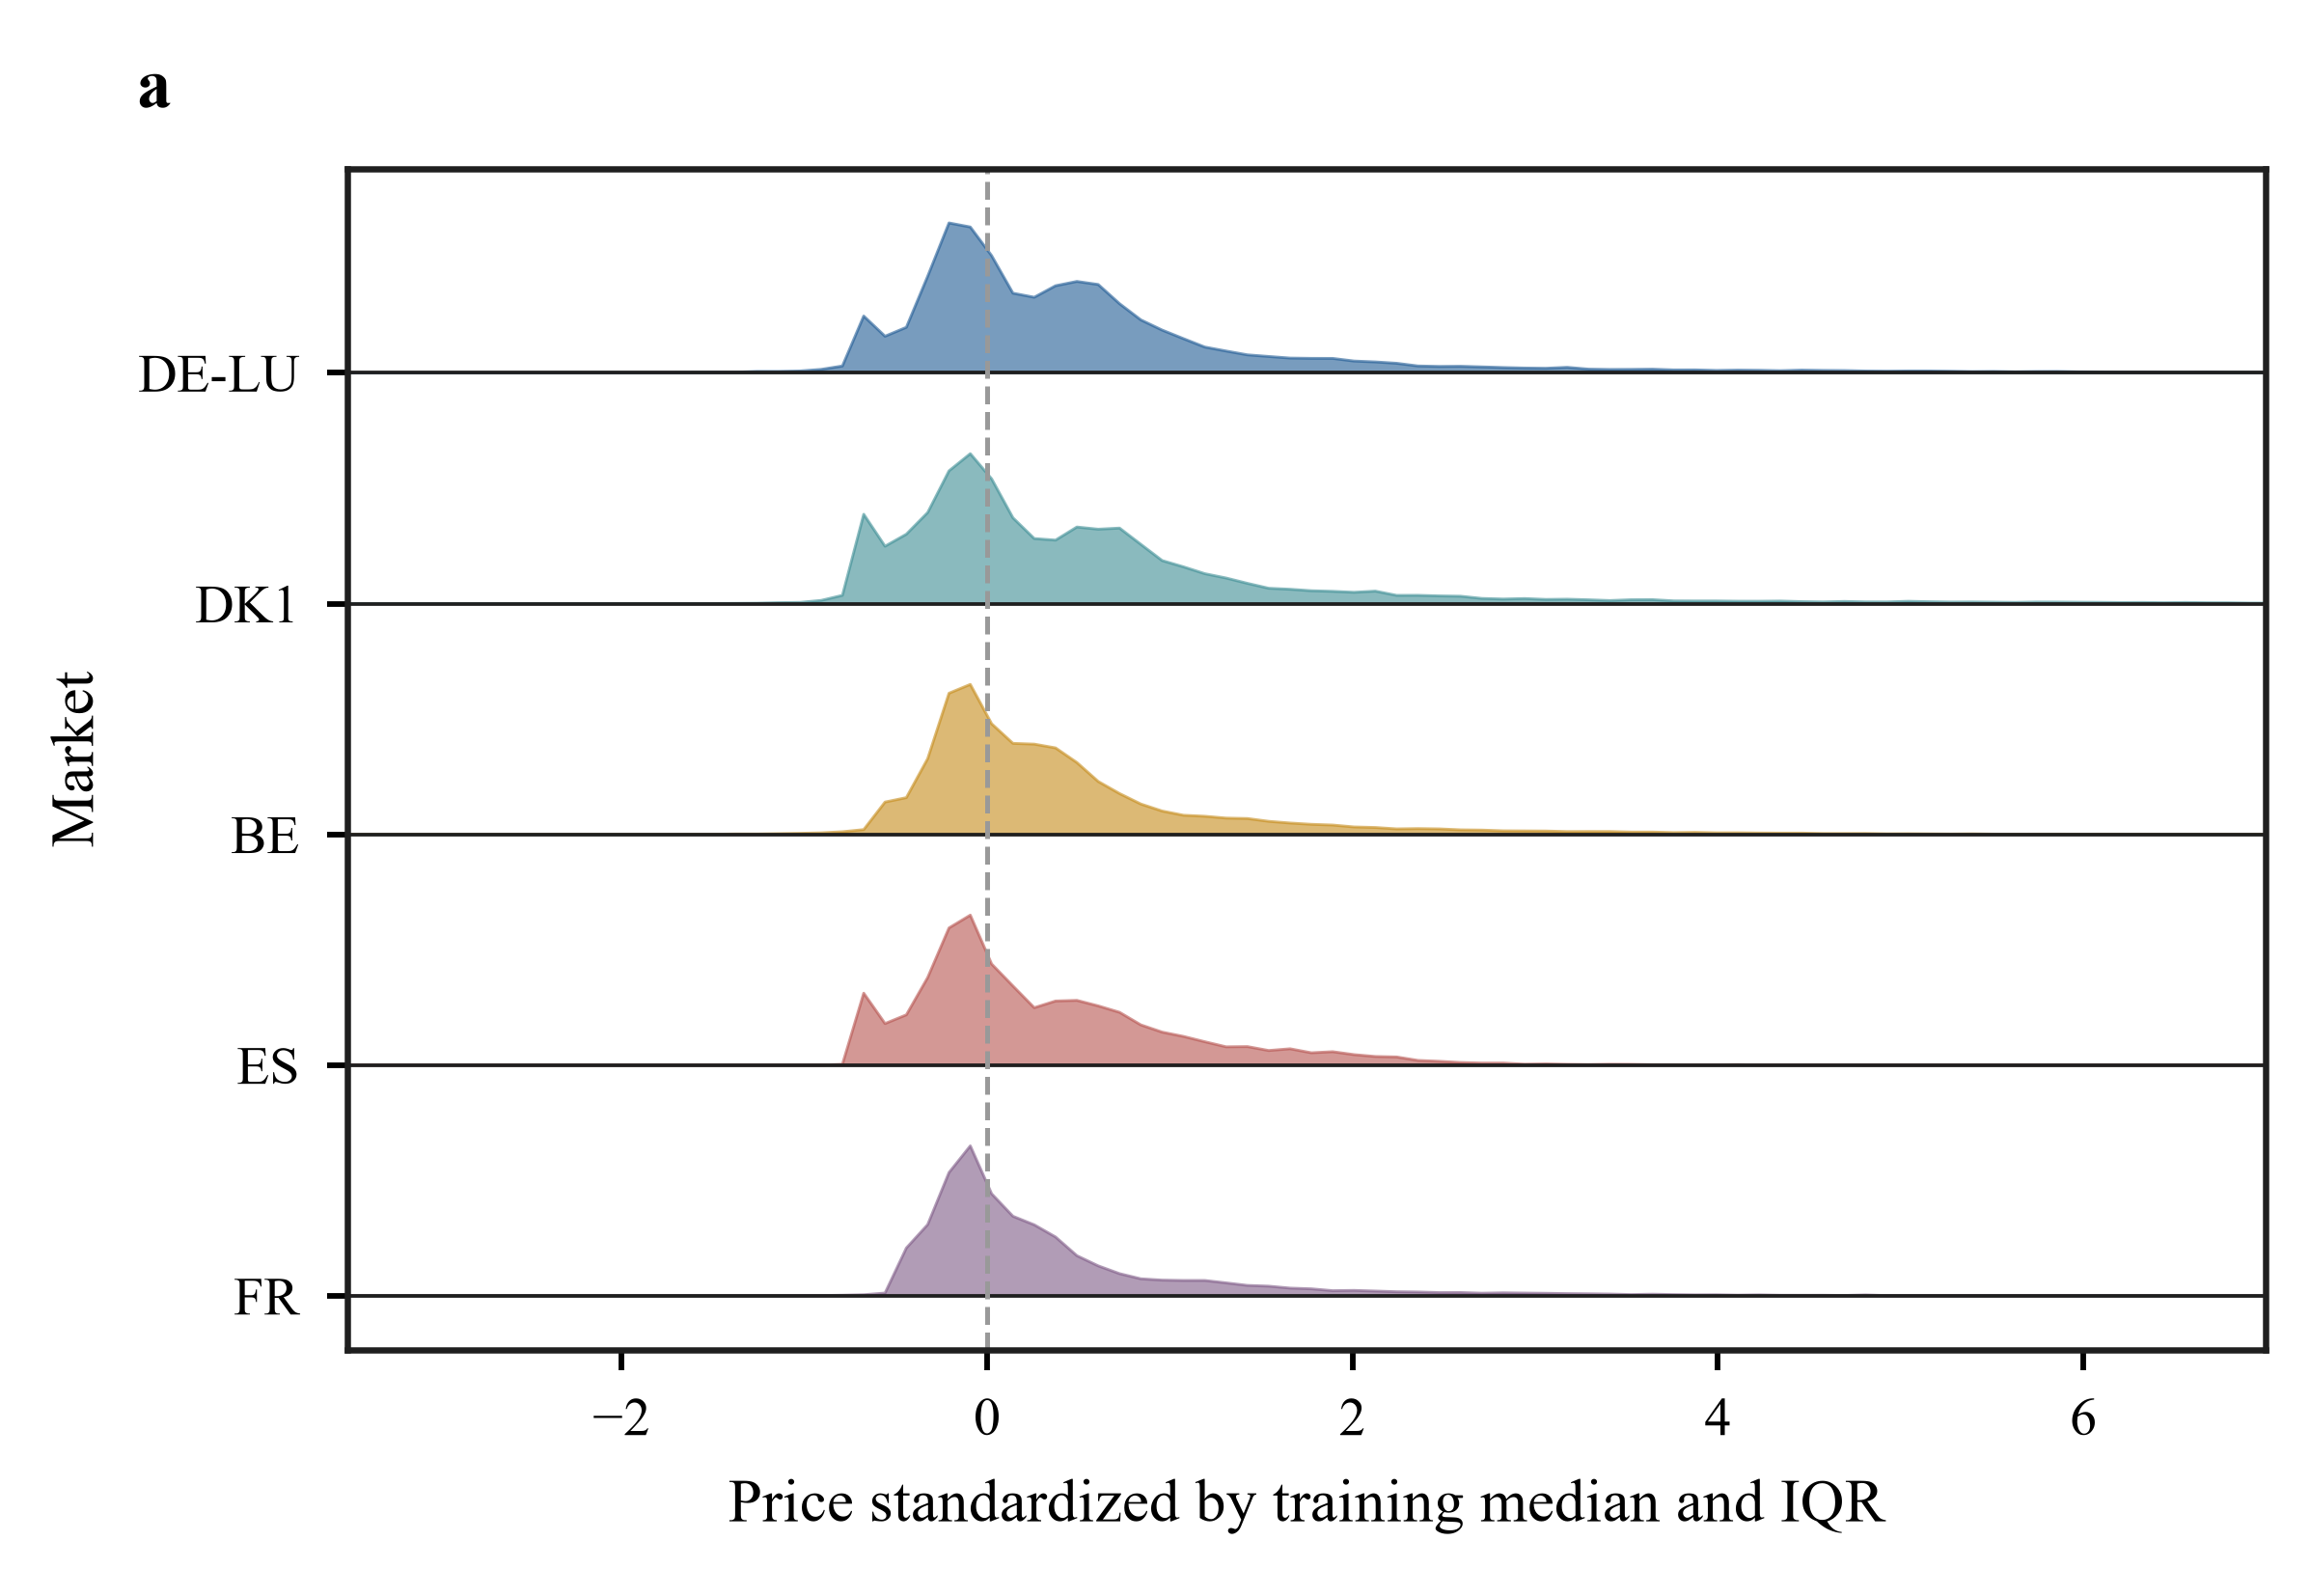 a
DE-LU
DK1
BE
ES
FR
Market
−2 0 2 4 6
Price standardized by training median and IQR